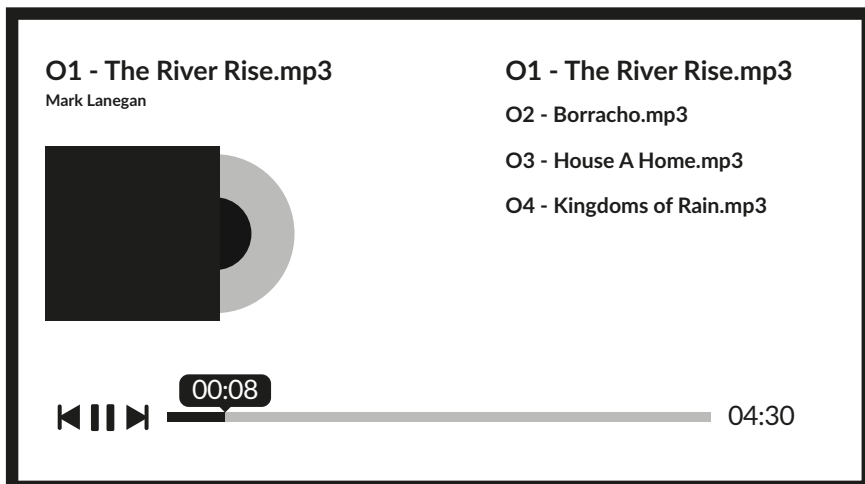 O1 - The River Rise.mp3
Mark Lanegan
O1 - The River Rise.mp3
O2 - Borracho.mp3
O3 - House A Home.mp3
O4 - Kingdoms of Rain.mp3
00:08
04:30